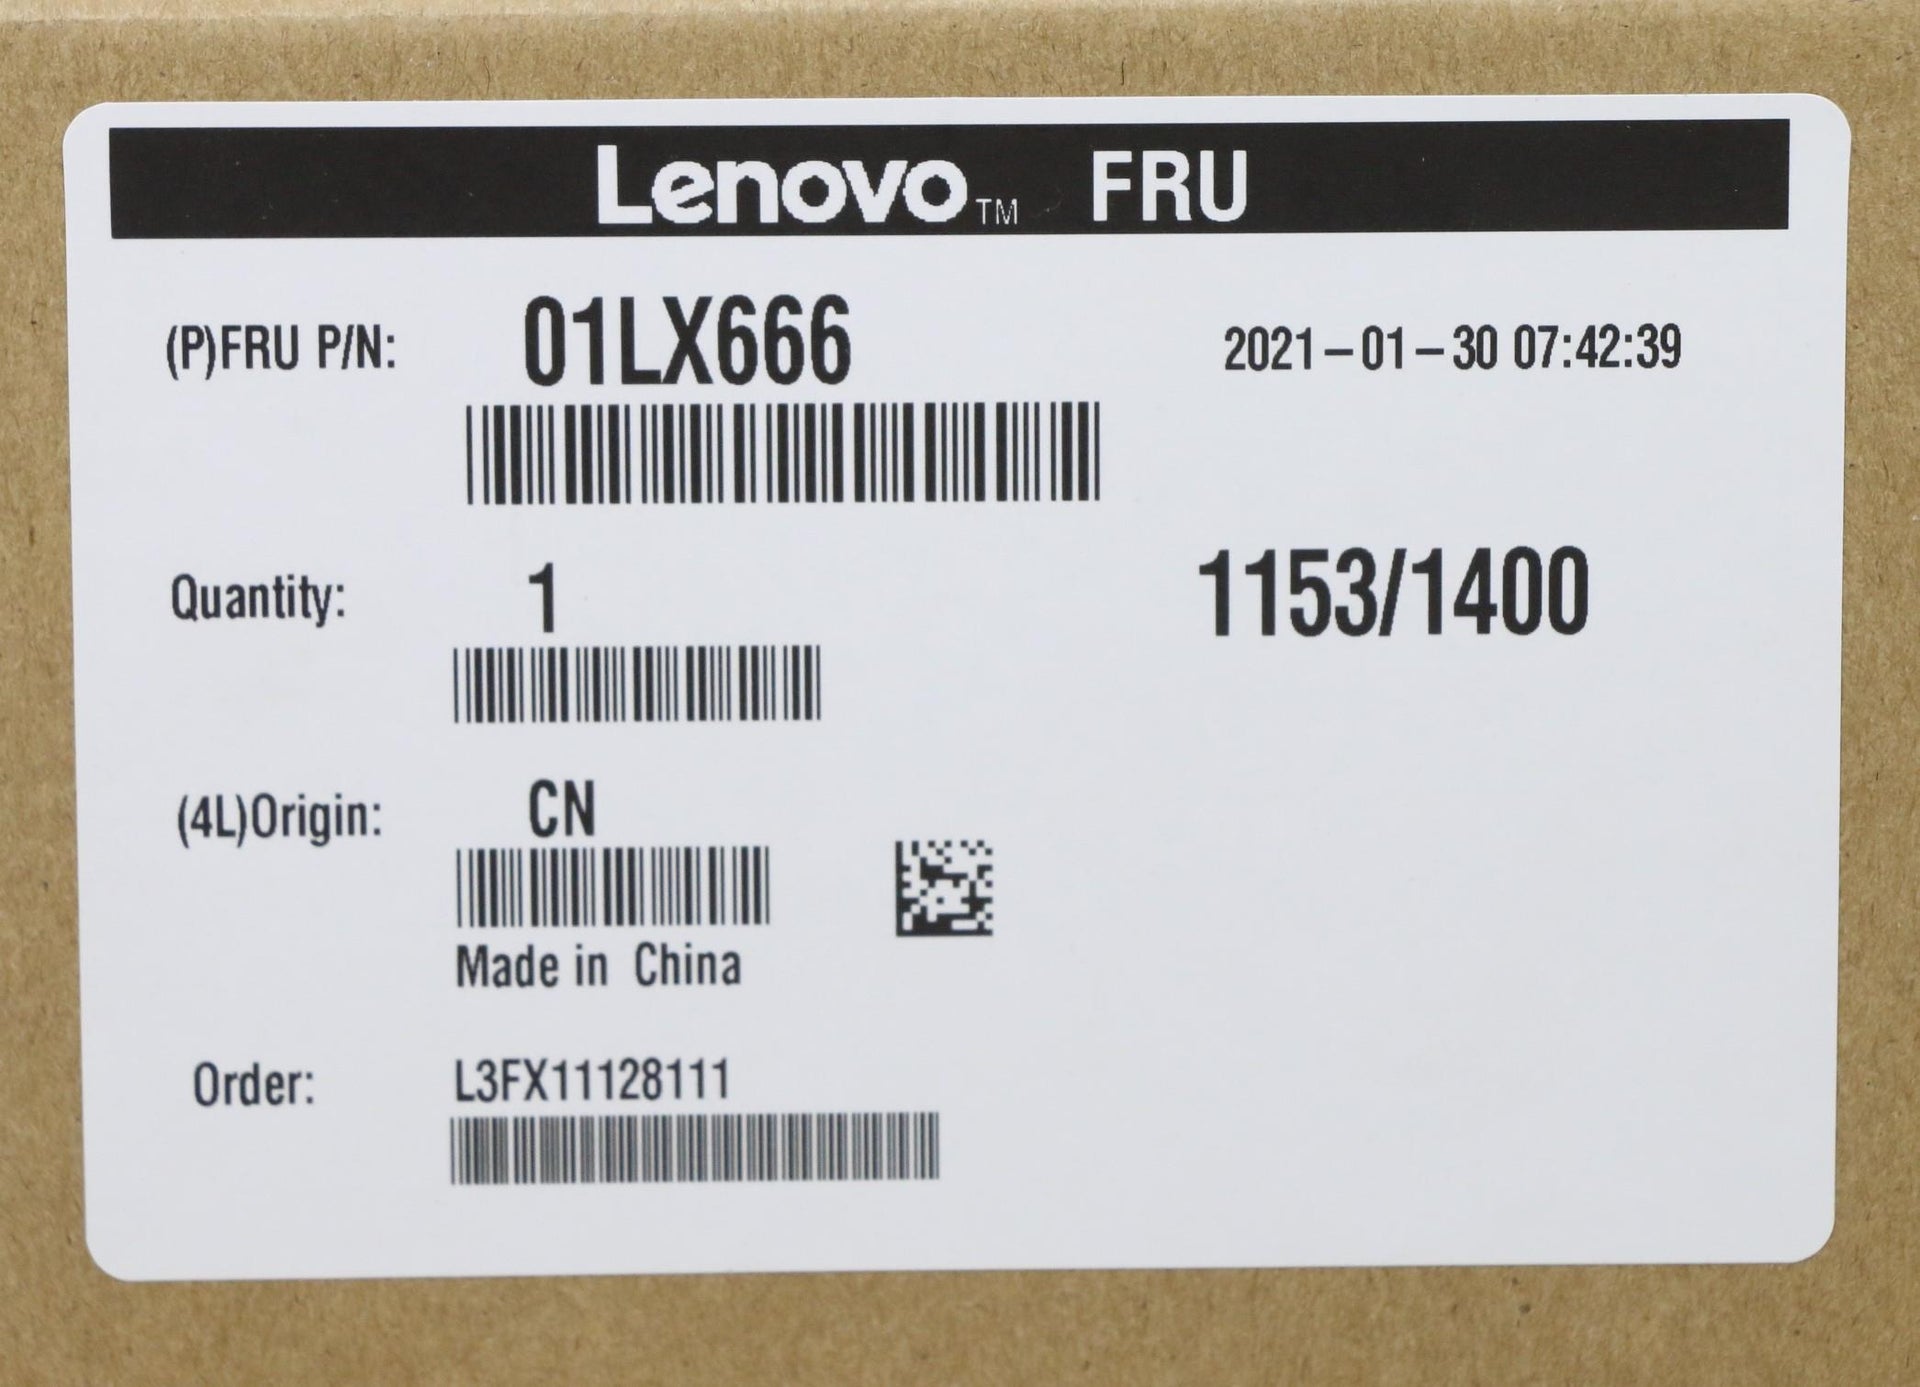 Lenovo™ FRU
(P)FRU P/N: 01LX666 2021-01-30 07:42:39
Quantity: 1 1153/1400
(4L)Origin: CN
Made in China
Order: L3FX11128111